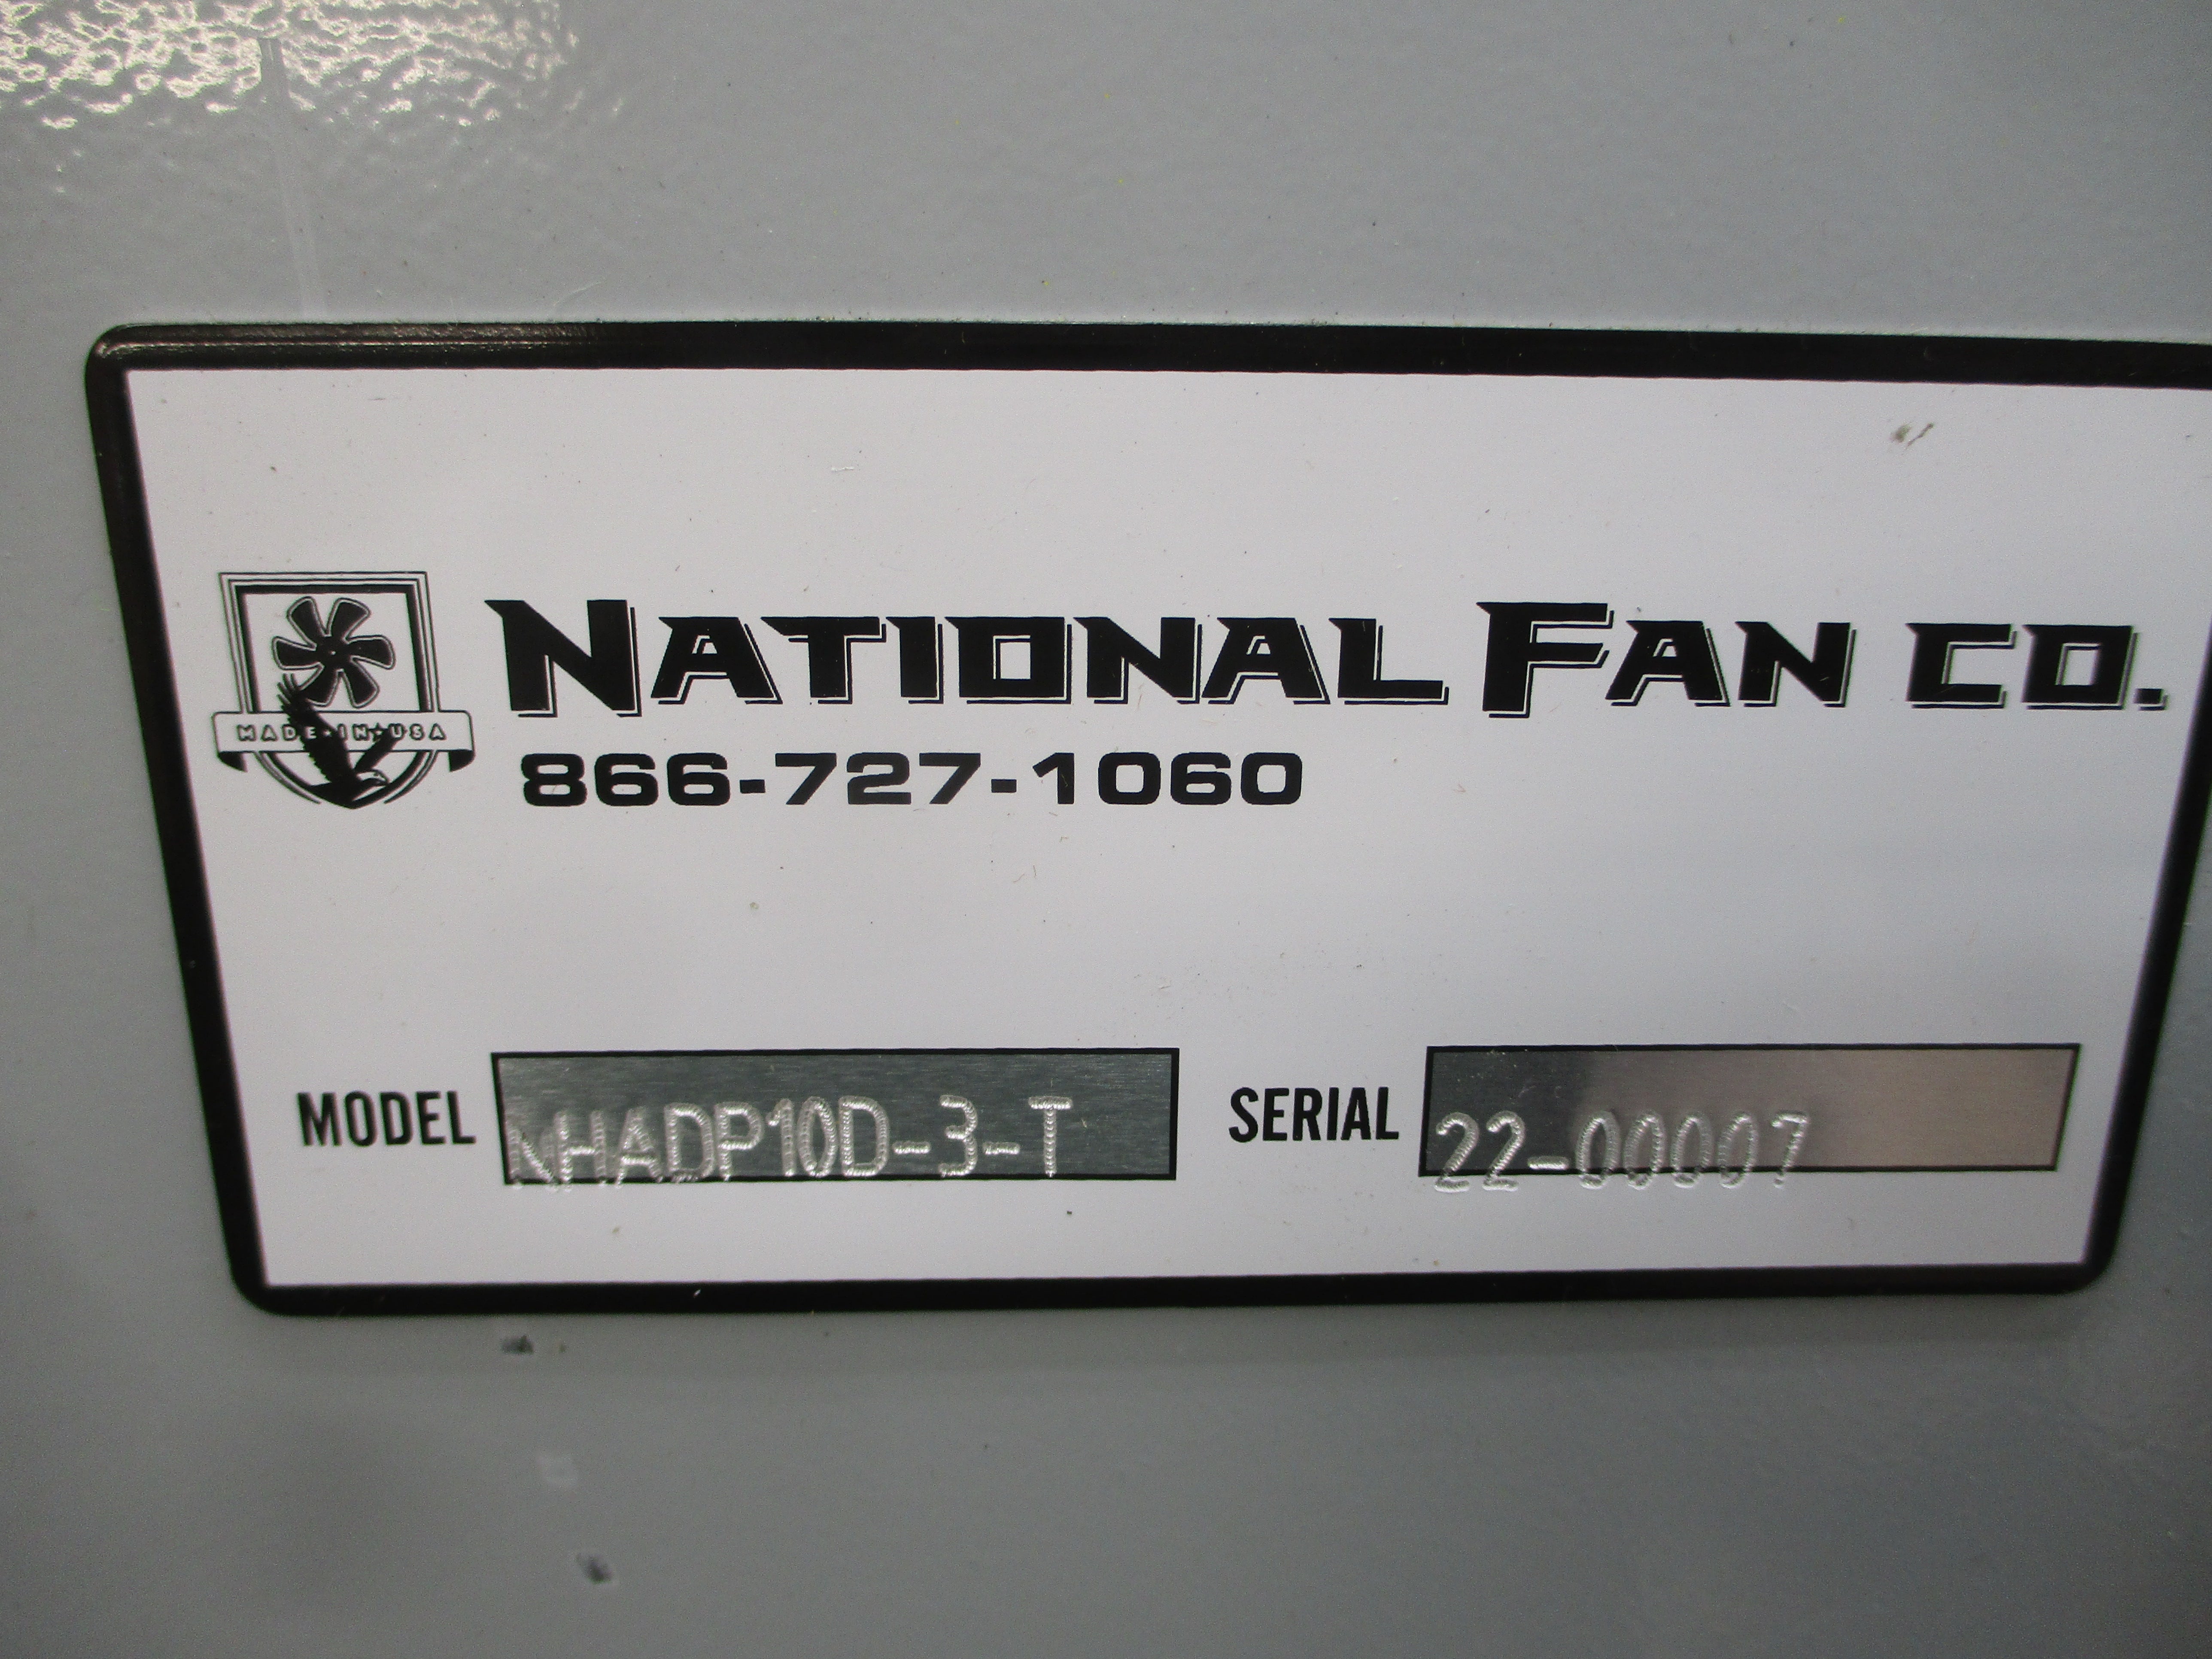 NATIONAL FAN CO.
MADE IN USA
866-727-1060
MODEL NHADP10D-3-T SERIAL 22-00007